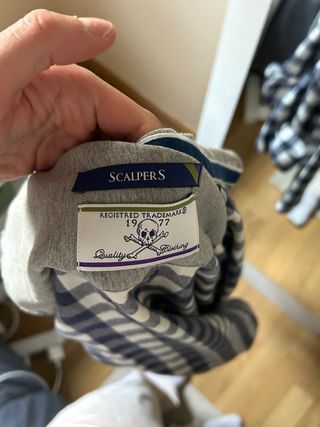 SCALPERS
REGISTRED TRADEMARK®
19 77
Quality Clothing